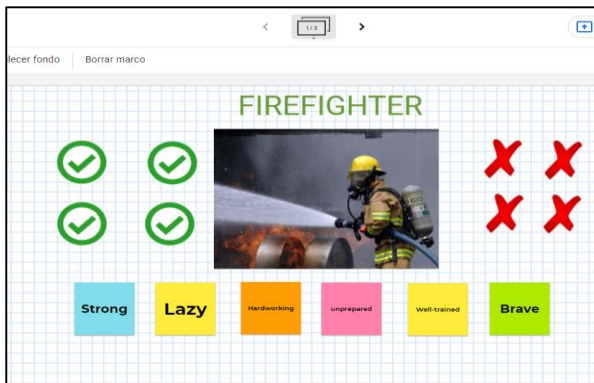 1/3
lecer fondo Borrar marco
FIREFIGHTER
Strong
Lazy
Hardworking
unprepared
Well-trained
Brave